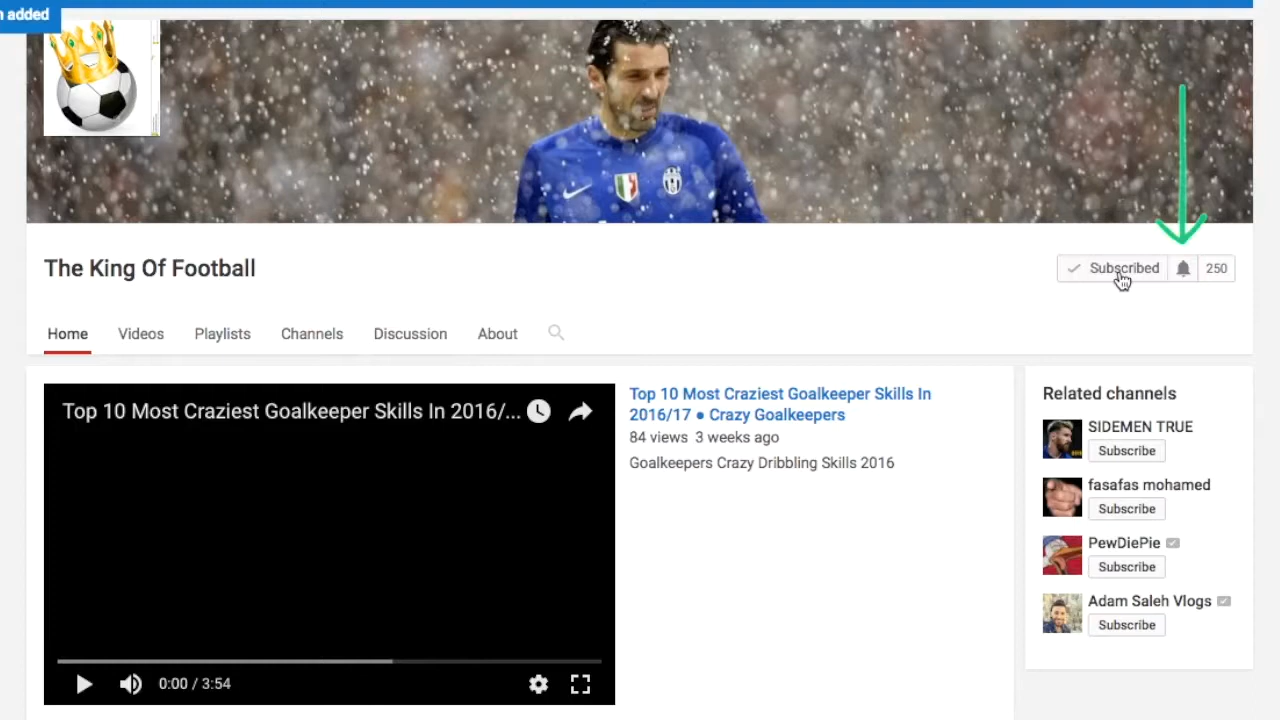 n added
The King Of Football
Subscribed
250
Home
Videos
Playlists
Channels
Discussion
About
Top 10 Most Craziest Goalkeeper Skills In 2016/...
0:00 / 3:54
Top 10 Most Craziest Goalkeeper Skills In
2016/17 ● Crazy Goalkeepers
84 views 3 weeks ago
Goalkeepers Crazy Dribbling Skills 2016
Related channels
SIDEMEN TRUE
Subscribe
fasafas mohamed
Subscribe
PewDiePie
Subscribe
Adam Saleh Vlogs
Subscribe